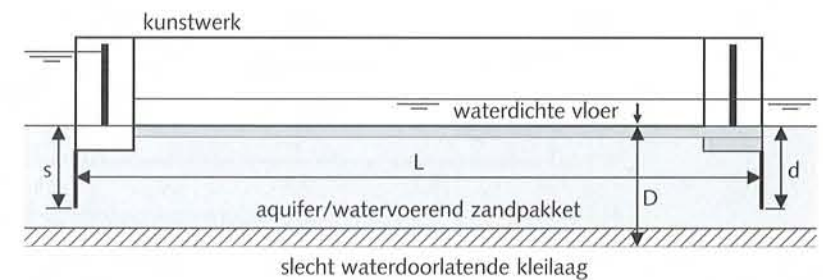 kunstwerk
waterdichte vloer
s
L
d
D
aquifer/watervoerend zandpakket
slecht waterdoorlatende kleilaag